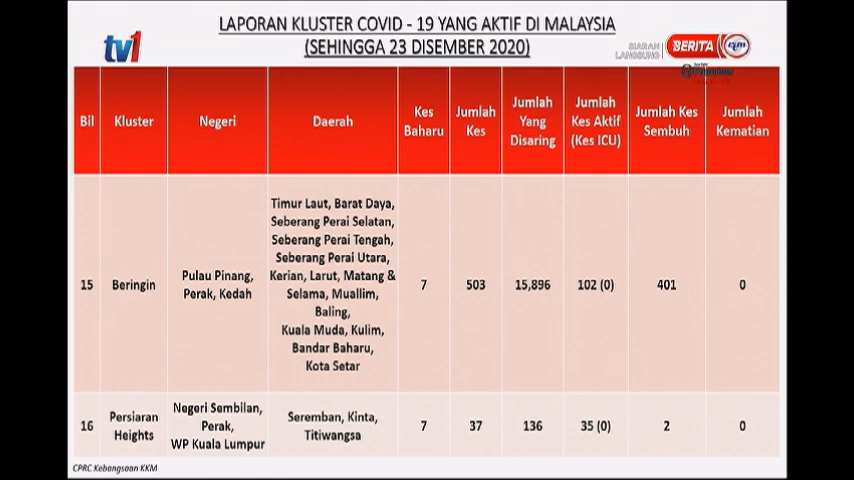 LAPORAN KLUSTER COVID - 19 YANG AKTIF DI MALAYSIA
(SEHINGGA 23 DISEMBER 2020)
tv1
SIARAN
LANGSUNG
BERITA
rtm
Bil
Kluster
Negeri
Daerah
Kes
Baharu
Jumlah
Kes
Jumlah
Yang
Disaring
Jumlah
Kes Aktif
(Kes ICU)
Jumlah Kes
Sembuh
Jumlah
Kematian
15
Beringin
Pulau Pinang,
Perak, Kedah
Timur Laut, Barat Daya,
Seberang Perai Selatan,
Seberang Perai Tengah,
Seberang Perai Utara,
Kerian, Larut, Matang &
Selama, Muallim,
Baling,
Kuala Muda, Kulim,
Bandar Baharu,
Kota Setar
7
503
15,896
102 (0)
401
0
16
Persiaran
Heights
Negeri Sembilan,
Perak,
WP Kuala Lumpur
Seremban, Kinta,
Titiwangsa
7
37
136
35 (0)
2
0
CPRC Kebangsaan KKM